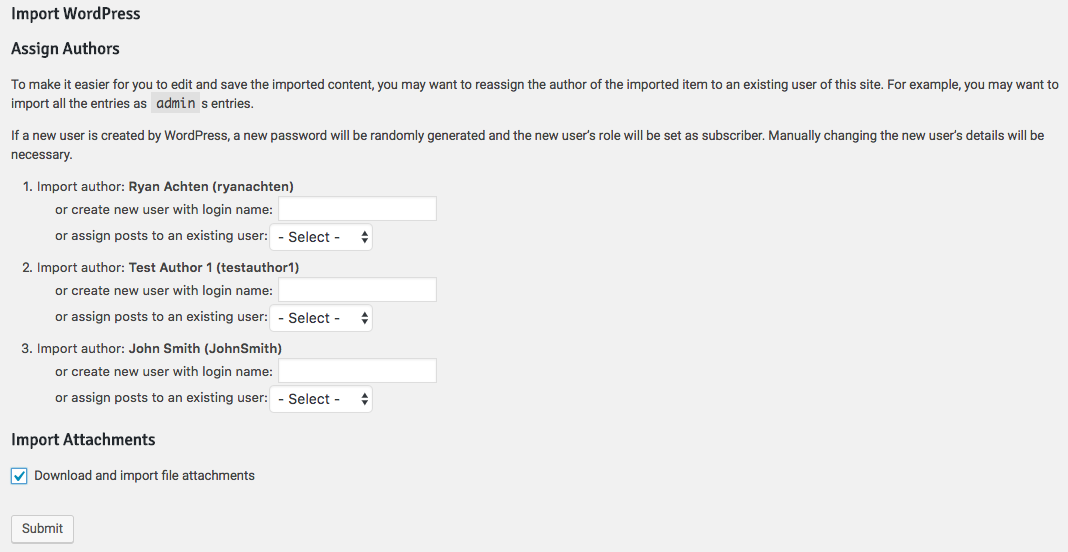 Import WordPress
Assign Authors
To make it easier for you to edit and save the imported content, you may want to reassign the author of the imported item to an existing user of this site. For example, you may want to
import all the entries as admin s entries.
If a new user is created by WordPress, a new password will be randomly generated and the new user’s role will be set as subscriber. Manually changing the new user’s details will be
necessary.
1. Import author: Ryan Achten (ryanachten)
or create new user with login name:
or assign posts to an existing user: - Select -
2. Import author: Test Author 1 (testauthor1)
or create new user with login name:
or assign posts to an existing user: - Select -
3. Import author: John Smith (JohnSmith)
or create new user with login name:
or assign posts to an existing user: - Select -
Import Attachments
Download and import file attachments
Submit